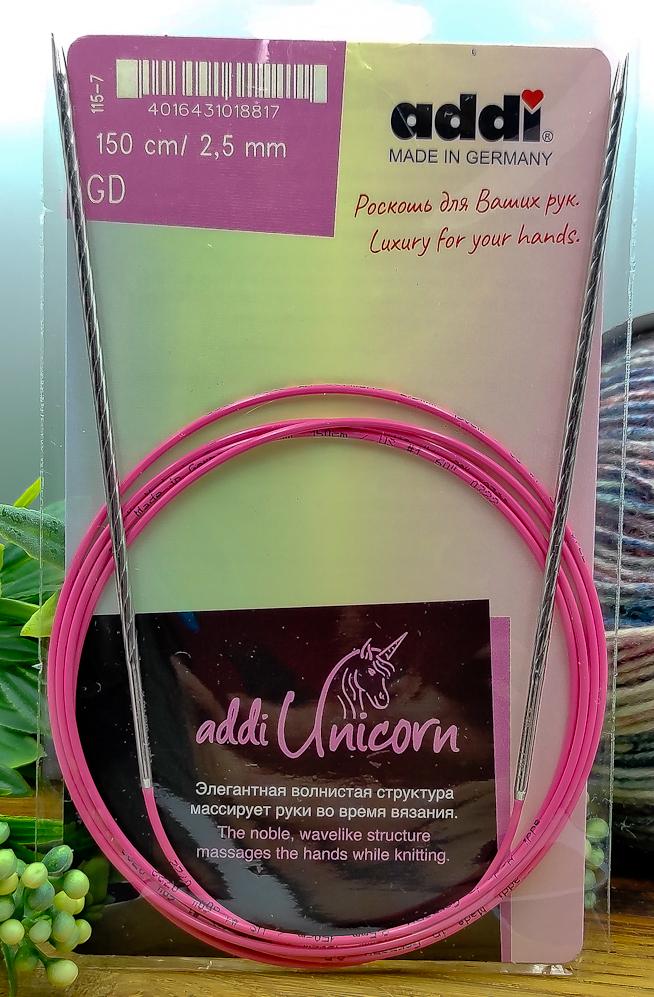 115-7
4016431018817
150 cm/ 2,5 mm
GD
addi®
MADE IN GERMANY
Роскошь для Ваших рук.
Luxury for your hands.
addi Unicorn
Элегантная волнистая структура
массирует руки во время вязания.
The noble, wavelike structure
massages the hands while knitting.